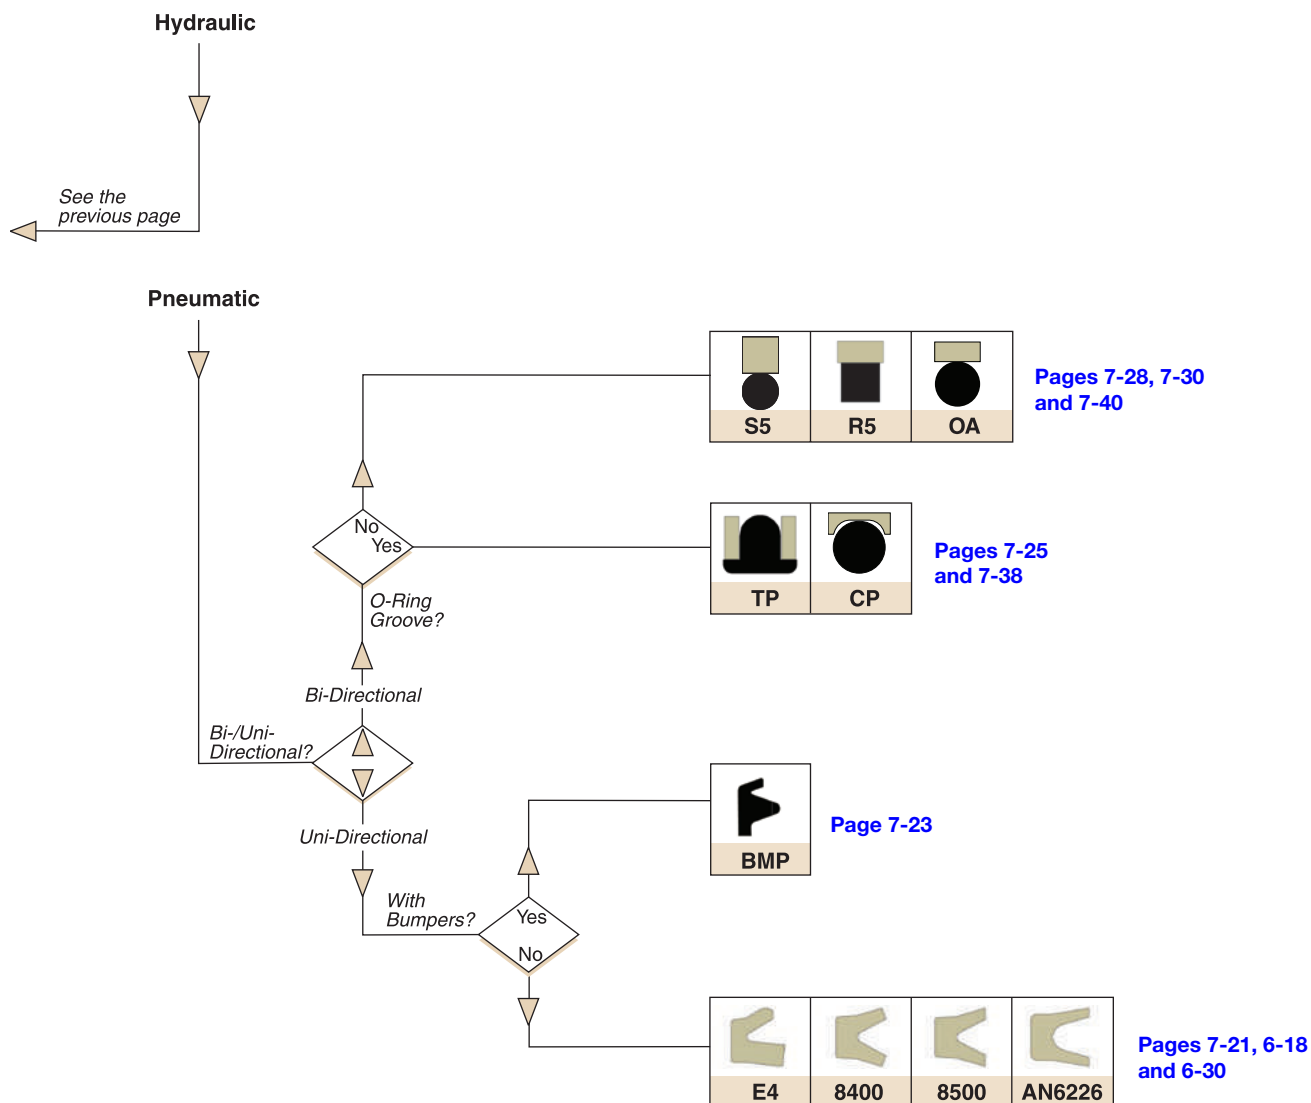 Hydraulic
See the
previous page
Pneumatic
S5 R5 OA
Pages 7-28, 7-30
and 7-40
No
Yes
TP CP
Pages 7-25
and 7-38
O-Ring
Groove?
Bi-Directional
Bi-/Uni-
Directional?
Uni-Directional
BMP
Page 7-23
With
Bumpers?
Yes
No
E4 8400 8500 AN6226
Pages 7-21, 6-18
and 6-30